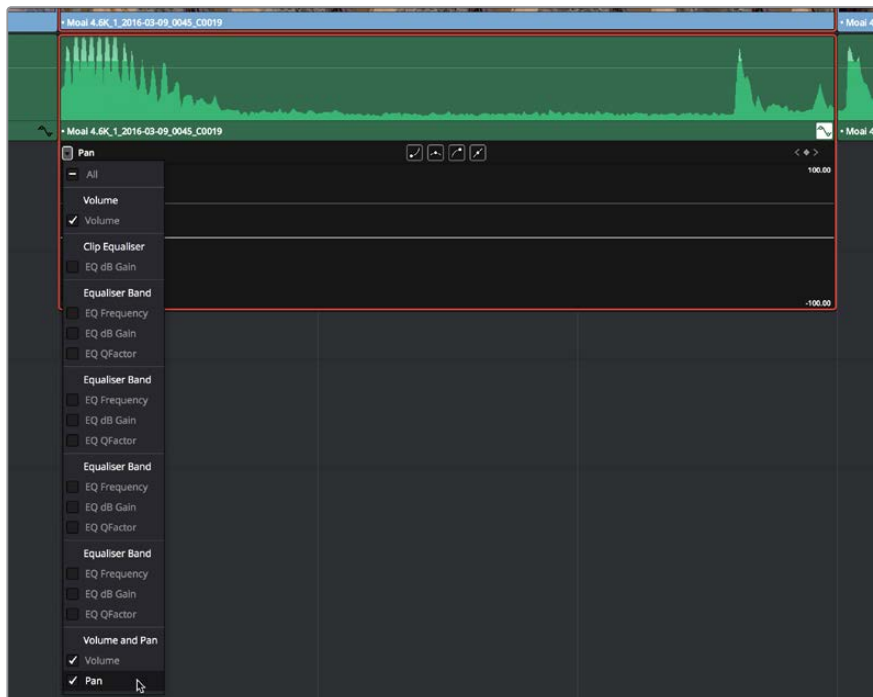 • Moai 4.6K_1_2016-03-09_0045_C0019
• Moai 4
• Moai 4.6K_1_2016-03-09_0045_C0019
• Moai 4
Pan
100.00
All
Volume
Volume
Clip Equaliser
EQ dB Gain
Equaliser Band
-100.00
EQ Frequency
EQ dB Gain
EQ QFactor
Equaliser Band
EQ Frequency
EQ dB Gain
EQ QFactor
Equaliser Band
EQ Frequency
EQ dB Gain
EQ QFactor
Equaliser Band
EQ Frequency
EQ dB Gain
EQ QFactor
Volume and Pan
Volume
Pan